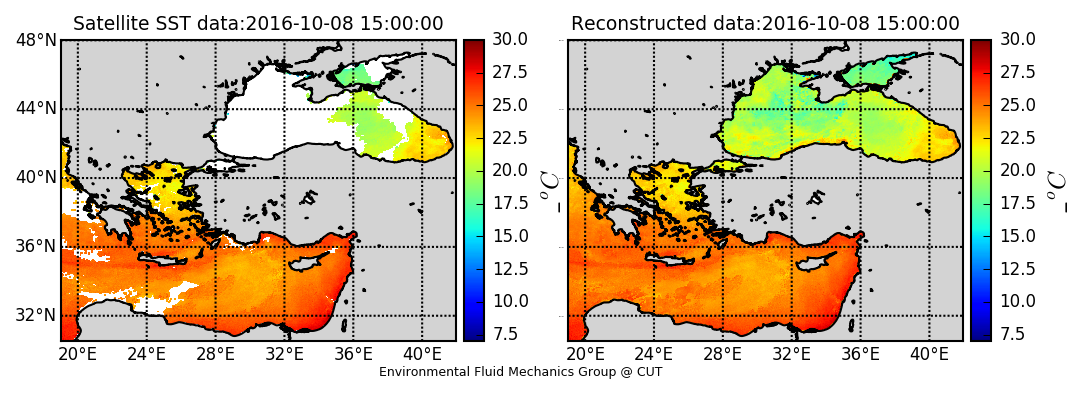 Satellite SST data:2016-10-08 15:00:00
48°N
44°N
40°N
36°N
32°N
20°E 24°E 28°E 32°E 36°E 40°E
30.0
27.5
25.0
22.5
20.0
17.5
15.0
12.5
10.0
7.5
_°C
Reconstructed data:2016-10-08 15:00:00
20°E 24°E 28°E 32°E 36°E 40°E
30.0
27.5
25.0
22.5
20.0
17.5
15.0
12.5
10.0
7.5
_°C
Environmental Fluid Mechanics Group @ CUT